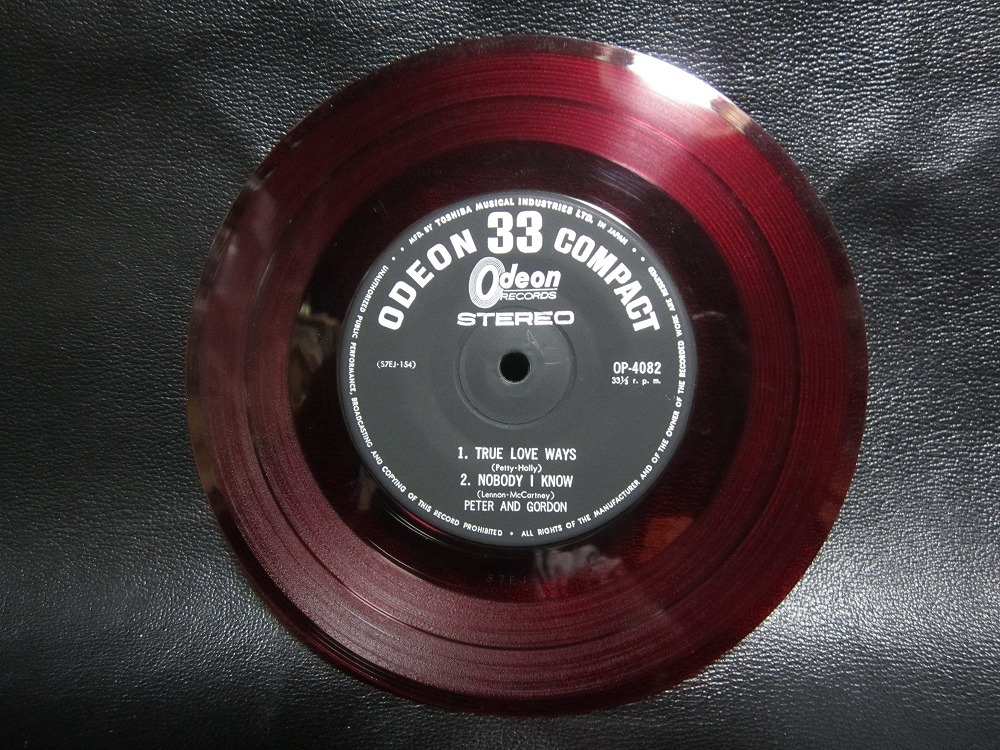 • MFD. BY TOSHIBA MUSICAL INDUSTRIES LTD. IN JAPAN •
ODEON 33 COMPACT
Odeon
RECORDS
STEREO
(S7EJ-154)
OP-4082
33⅓ r. p. m.
1. TRUE LOVE WAYS
(Petty-Holly)
2. NOBODY I KNOW
(Lennon-McCartney)
PETER AND GORDON
UNAUTHORIZED PUBLIC PERFORMANCE, BROADCASTING AND COPYING OF THIS RECORD PROHIBITED • ALL RIGHTS OF THE MANUFACTURER AND OF THE OWNER OF THE RECORDED WORK ARE RESERVED
S7EJ